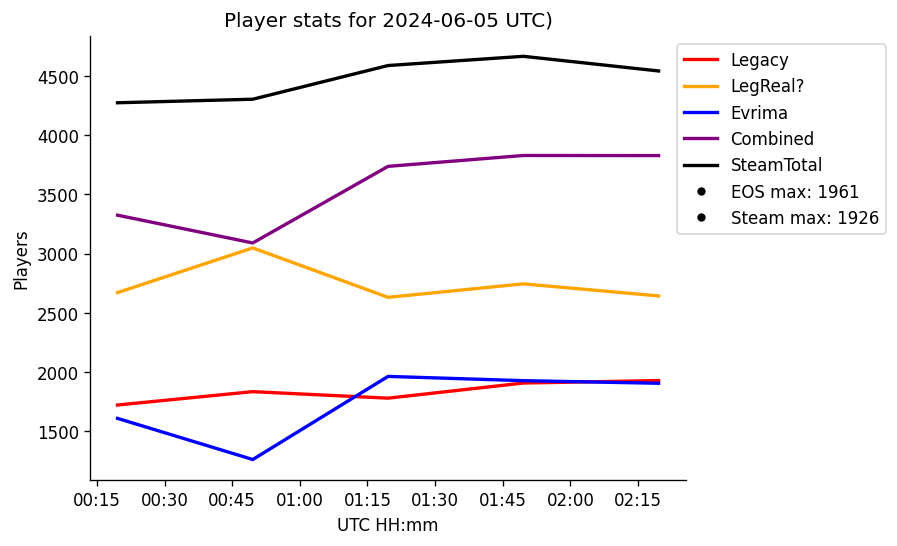 Player stats for 2024-06-05 UTC)
Legacy
LegReal?
Evrima
Combined
SteamTotal
EOS max: 1961
Steam max: 1926
Players
4500
4000
3500
3000
2500
2000
1500
00:15 00:30 00:45 01:00 01:15 01:30 01:45 02:00 02:15
UTC HH:mm